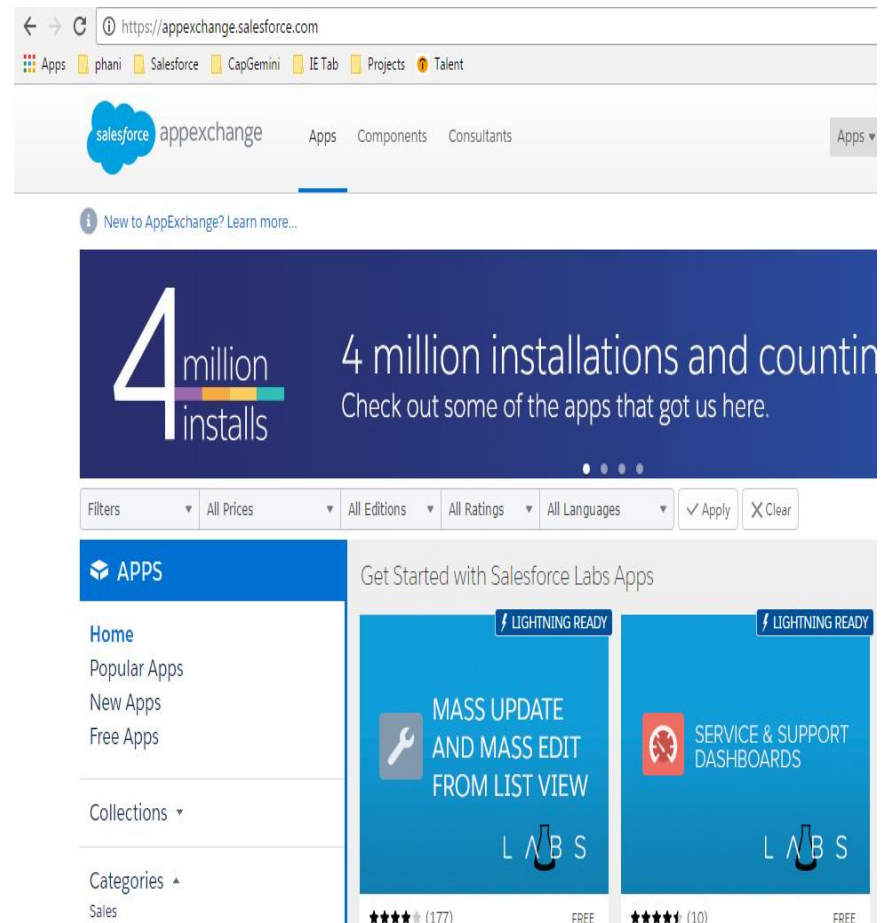 https://appexchange.salesforce.com
Apps phani Salesforce CapGemini IE Tab Projects Talent
salesforce appexchange Apps Components Consultants Apps
New to AppExchange? Learn more...
4 million installs
4 million installations and countin
Check out some of the apps that got us here.
Filters All Prices All Editions All Ratings All Languages Apply Clear
APPS
Home
Popular Apps
New Apps
Free Apps
Collections
Categories
Sales
Get Started with Salesforce Labs Apps
LIGHTNING READY
MASS UPDATE
AND MASS EDIT
FROM LIST VIEW
LABS
(177) FREE
LIGHTNING READY
SERVICE & SUPPORT
DASHBOARDS
LABS
(10) FREE